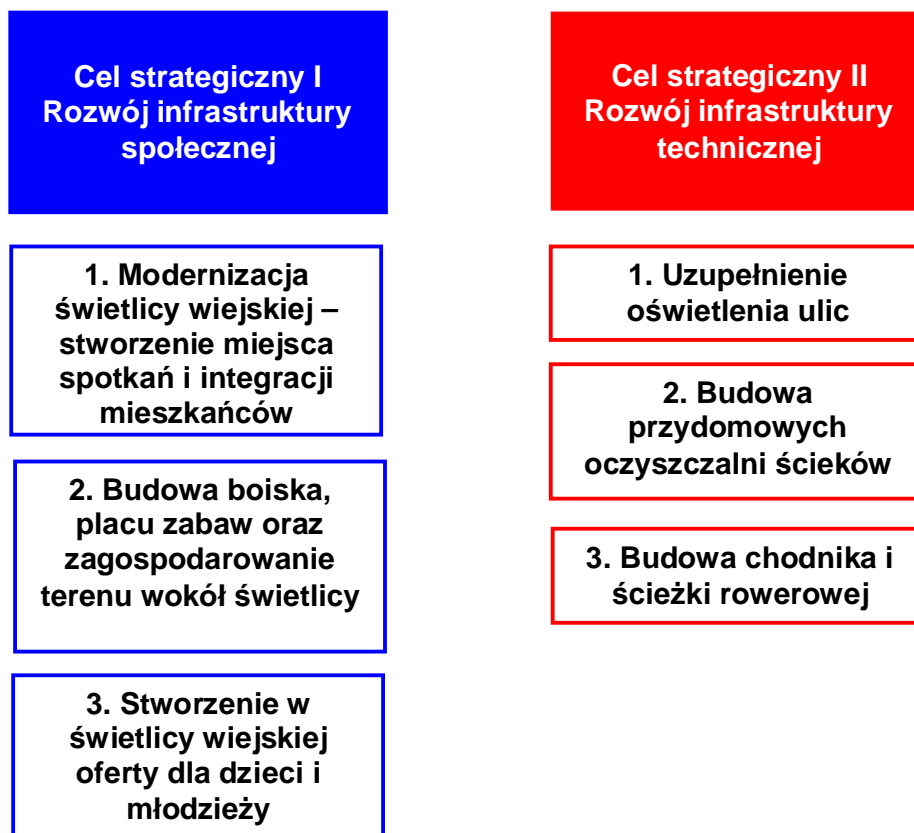 Cel strategiczny I
Rozwój infrastruktury
społecznej
1. Modernizacja
świetlicy wiejskiej –
stworzenie miejsca
spotkań i integracji
mieszkańców
2. Budowa boiska,
placu zabaw oraz
zagospodarowanie
terenu wokół świetlicy
3. Stworzenie w
świetlicy wiejskiej
oferty dla dzieci i
młodzieży
Cel strategiczny II
Rozwój infrastruktury
technicznej
1. Uzupełnienie
oświetlenia ulic
2. Budowa
przydomowych
oczyszczalni ścieków
3. Budowa chodnika i
ścieżki rowerowej